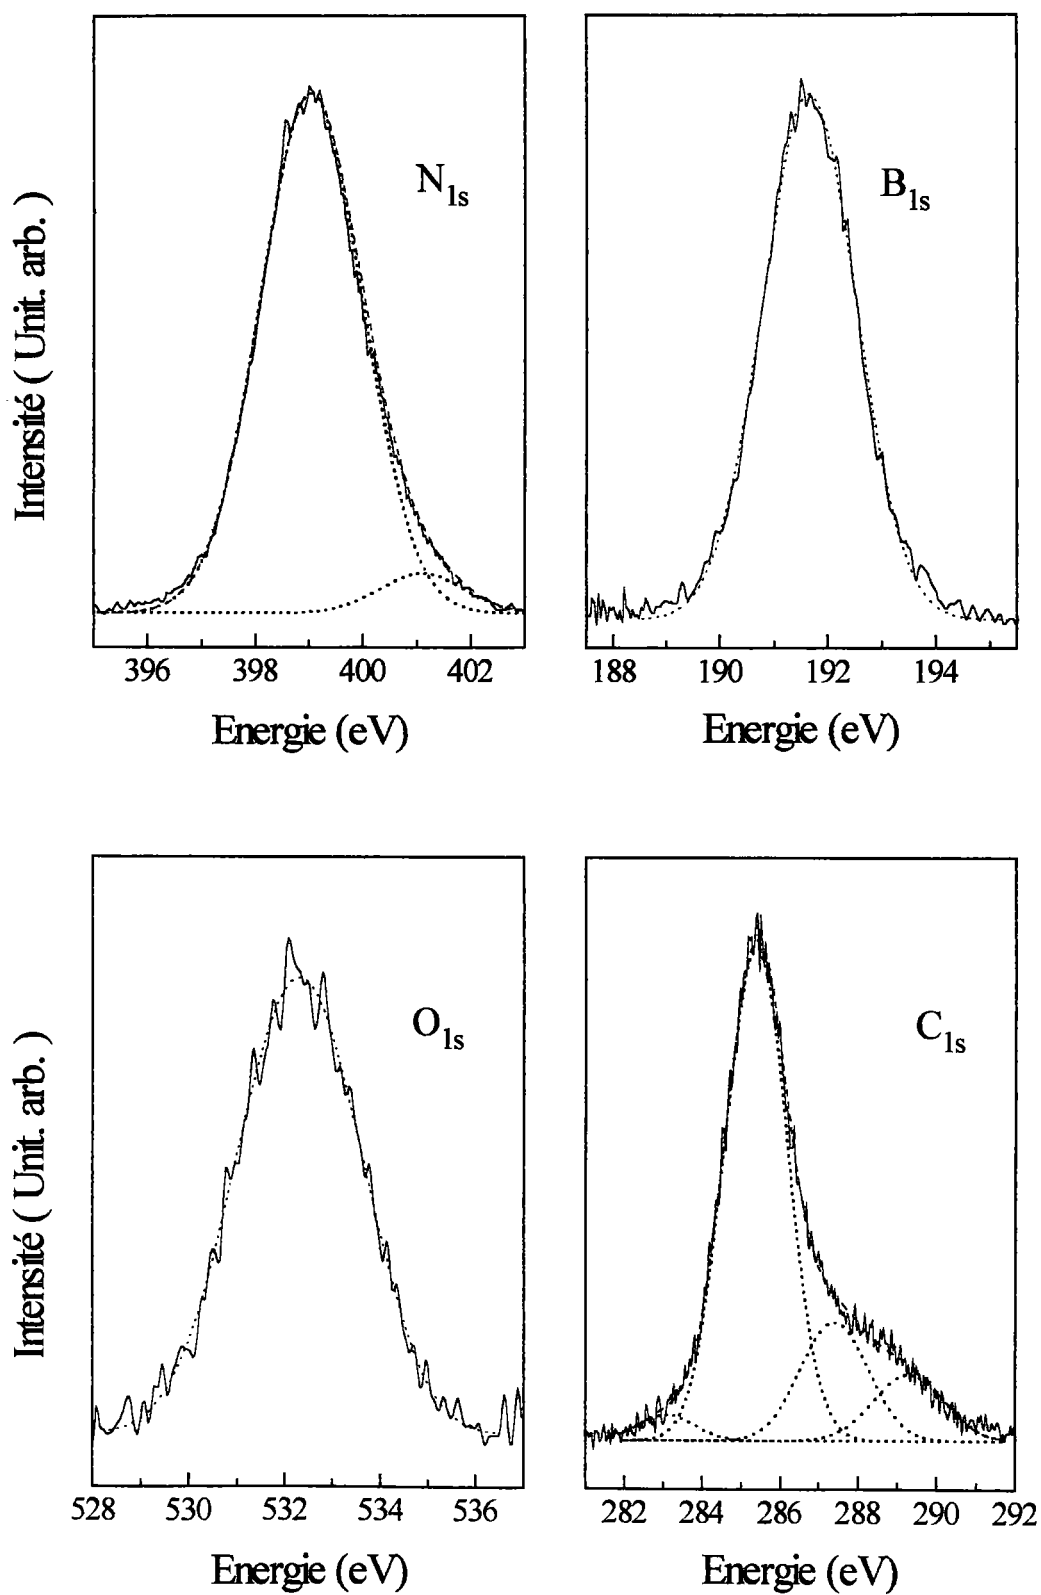 Intensité ( Unit. arb. )
N1s
396 398 400 402
Energie (eV)
B1s
188 190 192 194
Energie (eV)
Intensité ( Unit. arb. )
O1s
528 530 532 534 536
Energie (eV)
C1s
282 284 286 288 290 292
Energie (eV)